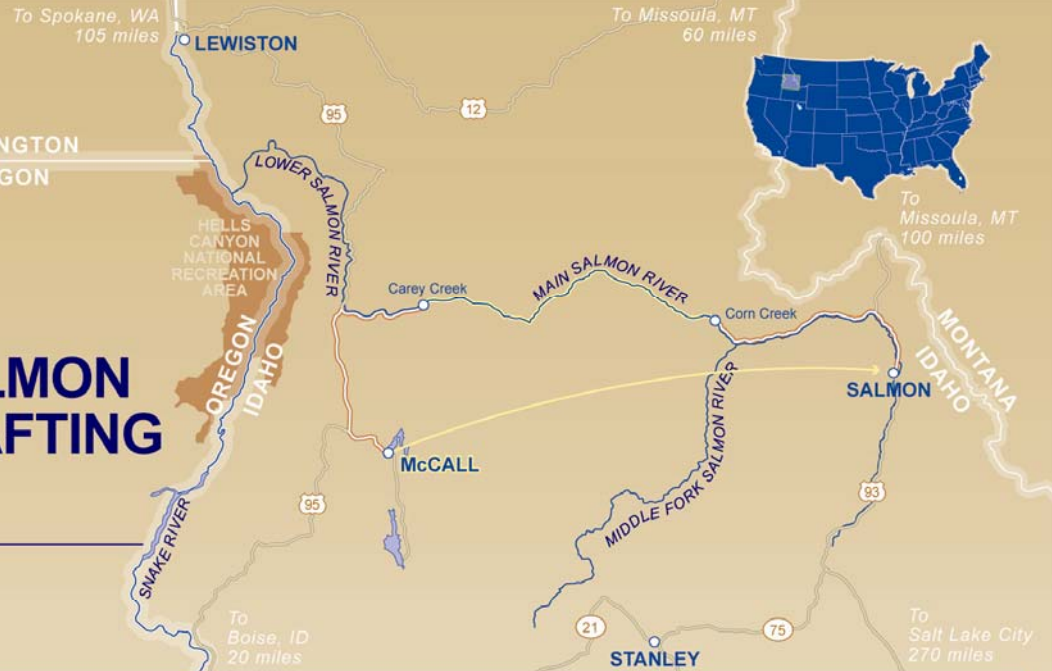 To Spokane, WA
105 miles
LEWISTON
To Missoula, MT
60 miles
95
12
NGTON
GON
LOWER SALMON RIVER
HELLS
CANYON
NATIONAL
RECREATION
AREA
To
Missoula, MT
100 miles
Carey Creek
MAIN SALMON RIVER
Corn Creek
OREGON
IDAHO
MONTANA
IDAHO
LMON
AFTING
SALMON
McCALL
MIDDLE FORK SALMON RIVER
95
93
SNAKE RIVER
To
Boise, ID
20 miles
21
75
STANLEY
To
Salt Lake City
270 miles